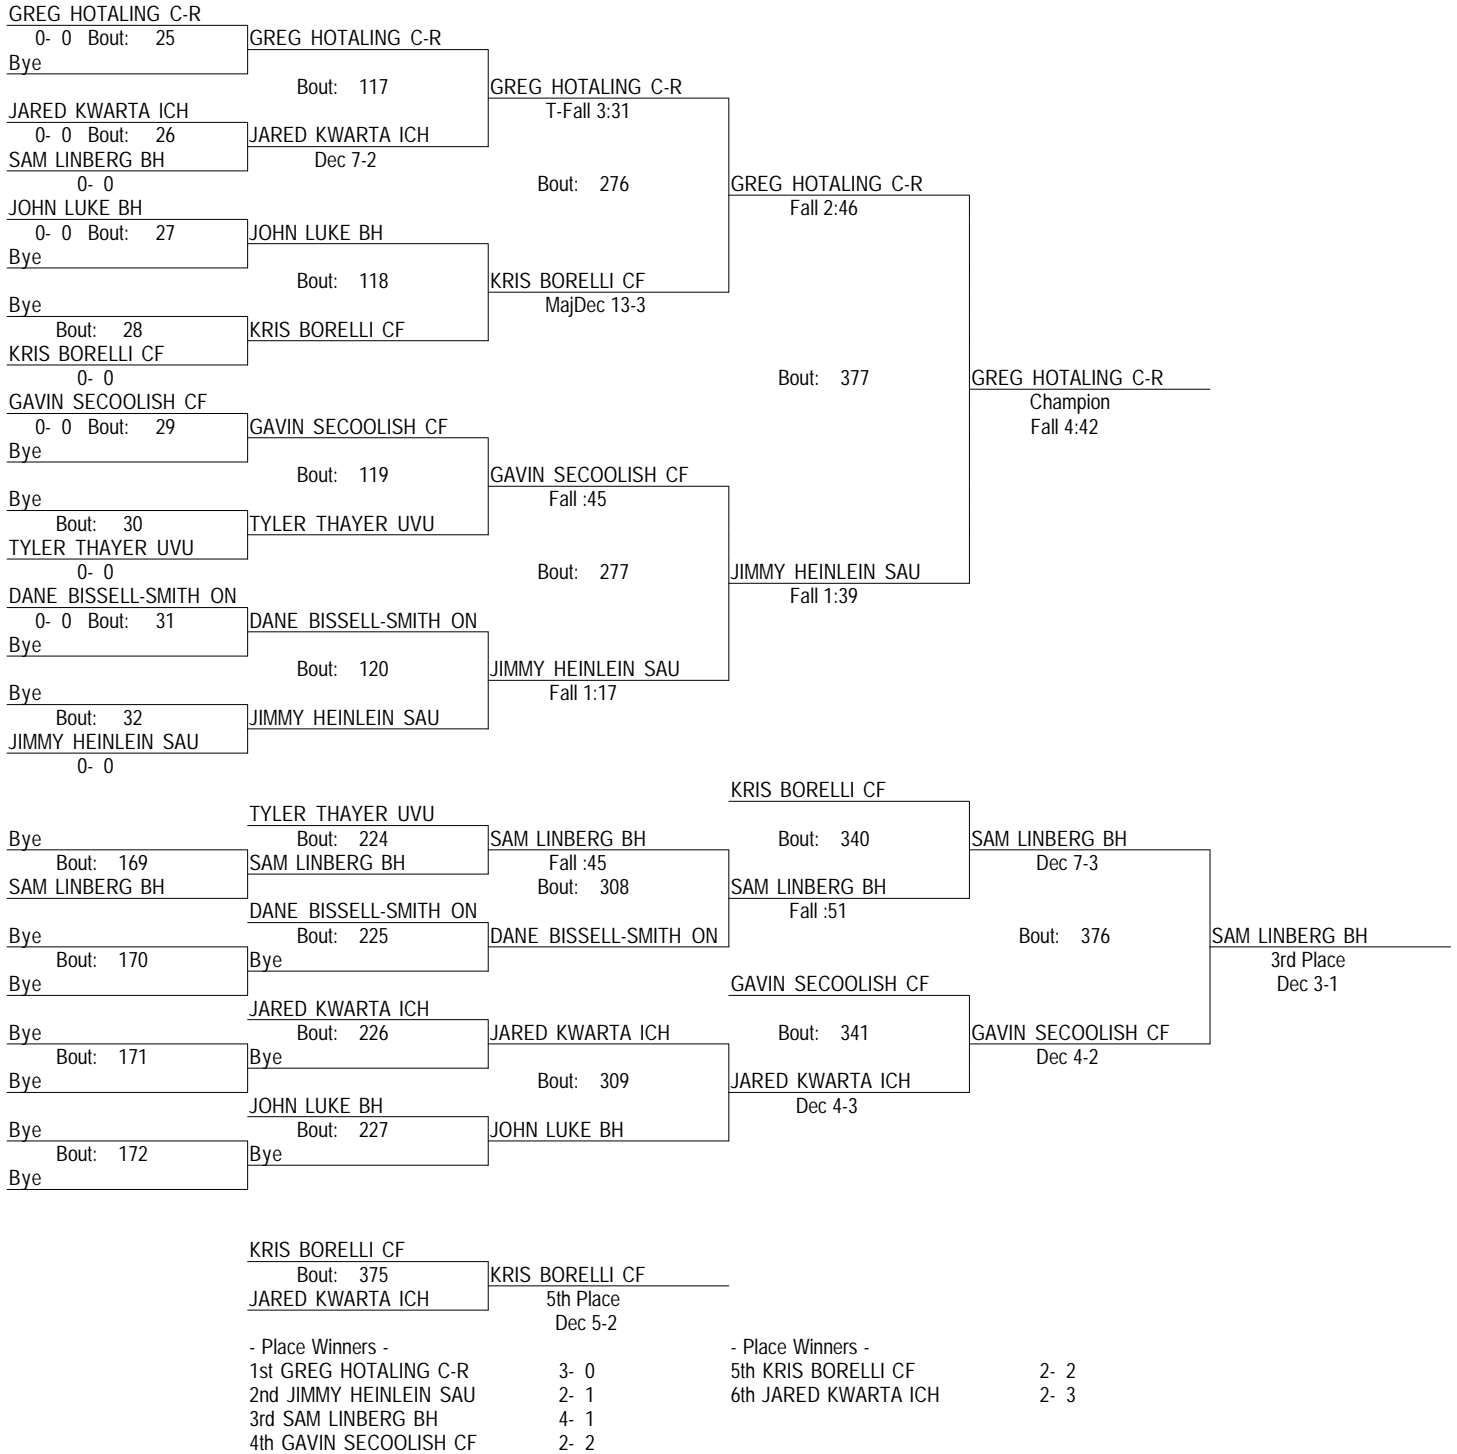 GREG HOTALING C-R
0- 0 Bout: 25 GREG HOTALING C-R
Bye
Bout: 117 GREG HOTALING C-R
JARED KWARTA ICH T-Fall 3:31
0- 0 Bout: 26 JARED KWARTA ICH
SAM LINBERG BH Dec 7-2
0- 0 Bout: 276 GREG HOTALING C-R
JOHN LUKE BH Fall 2:46
0- 0 Bout: 27 JOHN LUKE BH
Bye
Bout: 118 KRIS BORELLI CF
Bye MajDec 13-3
Bout: 28 KRIS BORELLI CF
KRIS BORELLI CF
0- 0 Bout: 377 GREG HOTALING C-R
GAVIN SECOOLISH CF Champion
0- 0 Bout: 29 GAVIN SECOOLISH CF Fall 4:42
Bye
Bout: 119 GAVIN SECOOLISH CF
Bye Fall :45
Bout: 30 TYLER THAYER UVU
TYLER THAYER UVU
0- 0 Bout: 277 JIMMY HEINLEIN SAU
DANE BISSELL-SMITH ON Fall 1:39
0- 0 Bout: 31 DANE BISSELL-SMITH ON
Bye
Bout: 120 JIMMY HEINLEIN SAU
Bye Fall 1:17
Bout: 32 JIMMY HEINLEIN SAU
JIMMY HEINLEIN SAU
0- 0
KRIS BORELLI CF
TYLER THAYER UVU
Bye Bout: 224 SAM LINBERG BH Bout: 340 SAM LINBERG BH
Bout: 169 SAM LINBERG BH Fall :45 Dec 7-3
SAM LINBERG BH Bout: 308 SAM LINBERG BH
DANE BISSELL-SMITH ON Fall :51
Bye Bout: 225 DANE BISSELL-SMITH ON Bout: 376 SAM LINBERG BH
Bout: 170 Bye 3rd Place
Bye GAVIN SECOOLISH CF Dec 3-1
JARED KWARTA ICH
Bye Bout: 226 JARED KWARTA ICH Bout: 341 GAVIN SECOOLISH CF
Bout: 171 Bye Dec 4-2
Bye Bout: 309 JARED KWARTA ICH
JOHN LUKE BH Dec 4-3
Bye Bout: 227 JOHN LUKE BH
Bout: 172 Bye
Bye
KRIS BORELLI CF
Bout: 375 KRIS BORELLI CF
JARED KWARTA ICH 5th Place
Dec 5-2
- Place Winners - - Place Winners -
1st GREG HOTALING C-R 3- 0 5th KRIS BORELLI CF 2- 2
2nd JIMMY HEINLEIN SAU 2- 1 6th JARED KWARTA ICH 2- 3
3rd SAM LINBERG BH 4- 1
4th GAVIN SECOOLISH CF 2- 2